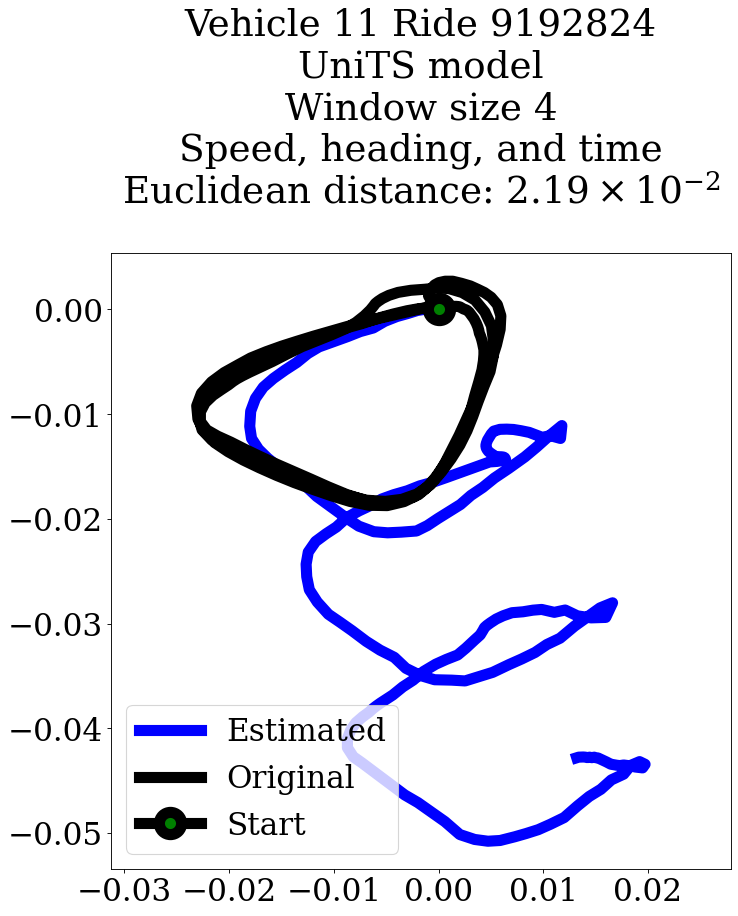 Vehicle 11 Ride 9192824
UniTS model
Window size 4
Speed, heading, and time
Euclidean distance: 2.19 × 10⁻²
0.00
−0.01
−0.02
−0.03
−0.04
−0.05
Estimated
Original
Start
−0.03 −0.02 −0.01 0.00 0.01 0.02